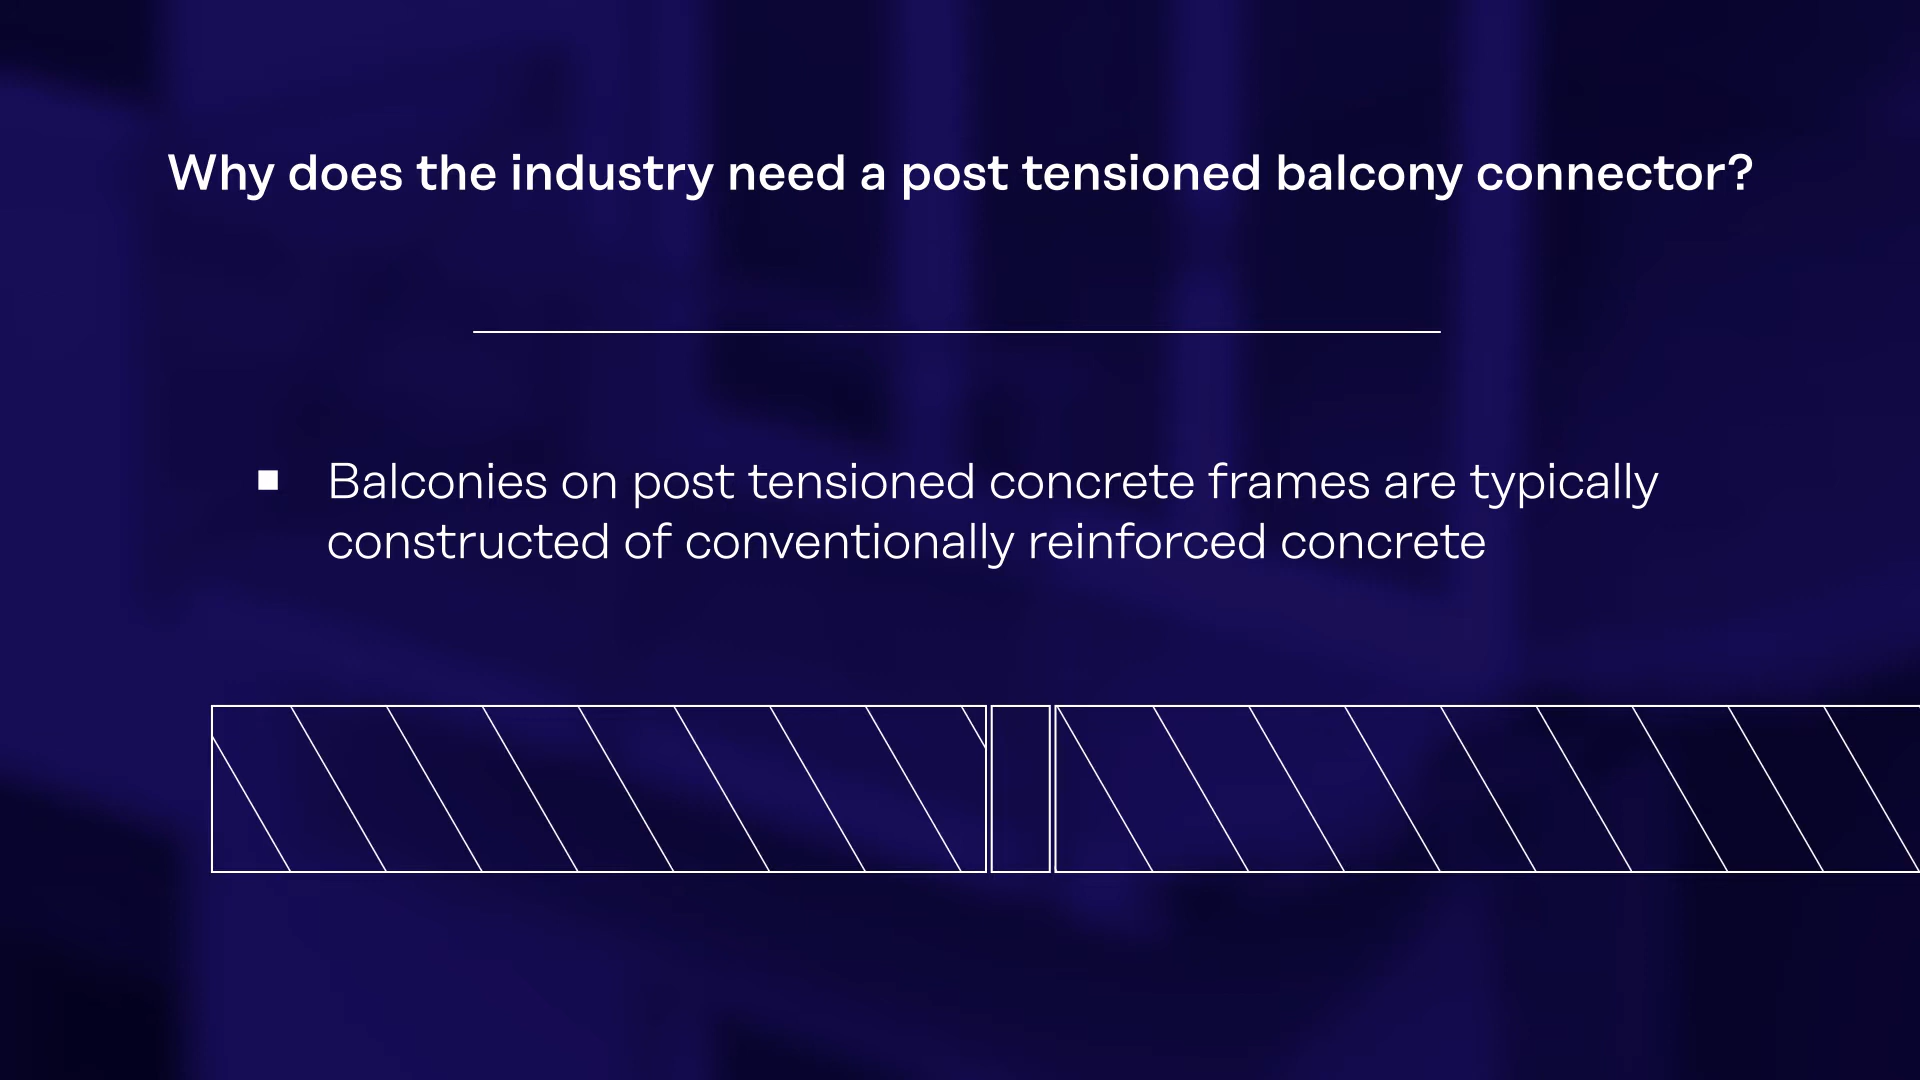 Why does the industry need a post tensioned balcony connector?
Balconies on post tensioned concrete frames are typically
constructed of conventionally reinforced concrete